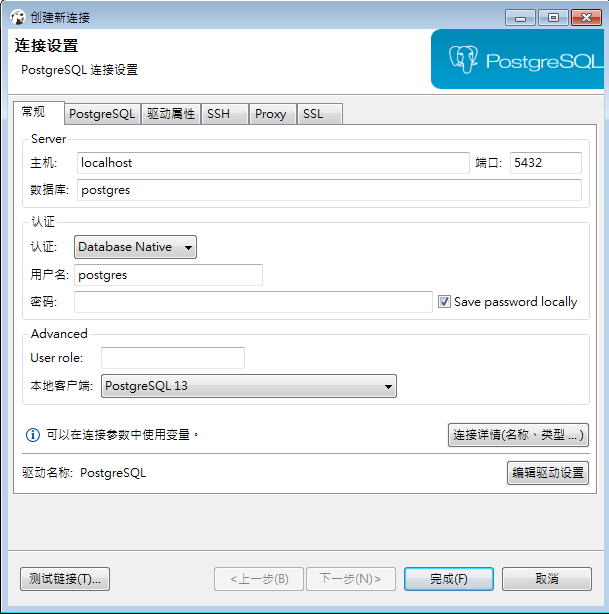 创建新连接
连接设置
PostgreSQL 连接设置
PostgreSQL
常规 PostgreSQL 驱动属性 SSH Proxy SSL
Server
主机: localhost 端口: 5432
数据库: postgres
认证
认证: Database Native
用户名: postgres
密码: Save password locally
Advanced
User role:
本地客户端: PostgreSQL 13
可以在连接参数中使用变量。 连接详情(名称、类型 ... )
驱动名称: PostgreSQL 编辑驱动设置
测试链接(T)... <上一步(B) 下一步(N)> 完成(F) 取消